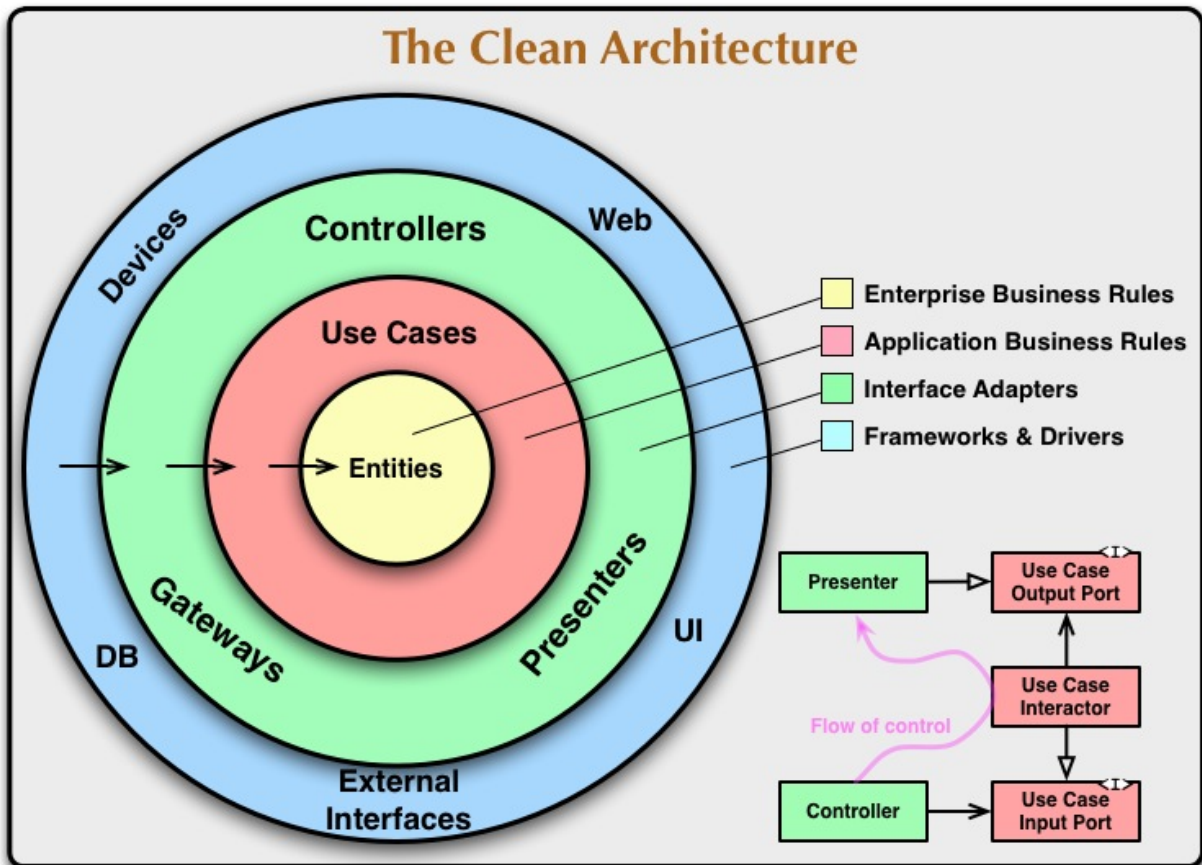 The Clean Architecture
Devices
Controllers
Web
Use Cases
Entities
Gateways
Presenters
DB
UI
External
Interfaces
Enterprise Business Rules
Application Business Rules
Interface Adapters
Frameworks & Drivers
Presenter
<I>
Use Case
Output Port
Use Case
Interactor
Flow of control
Controller
<I>
Use Case
Input Port